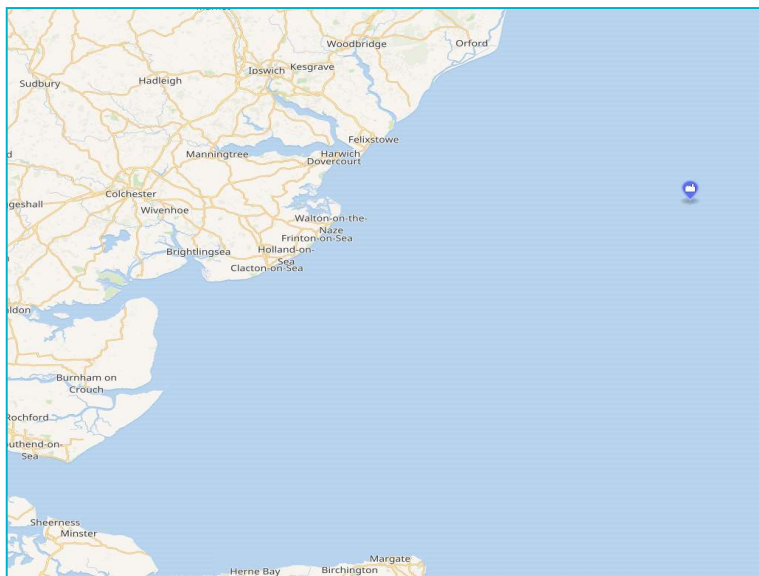 Woodbridge
Orford
Ipswich
Kesgrave
Sudbury
Hadleigh
Felixstowe
Manningtree
Harwich
Dovercourt
Colchester
geshall
Wivenhoe
Walton-on-the-
Naze
Frinton-on-Sea
Brightlingsea
Holland-on-
Sea
Clacton-on-Sea
ldon
Burnham on
Crouch
Rochford
outhend-on-
Sea
Sheerness
Minster
Margate
Herne Bay
Birchington